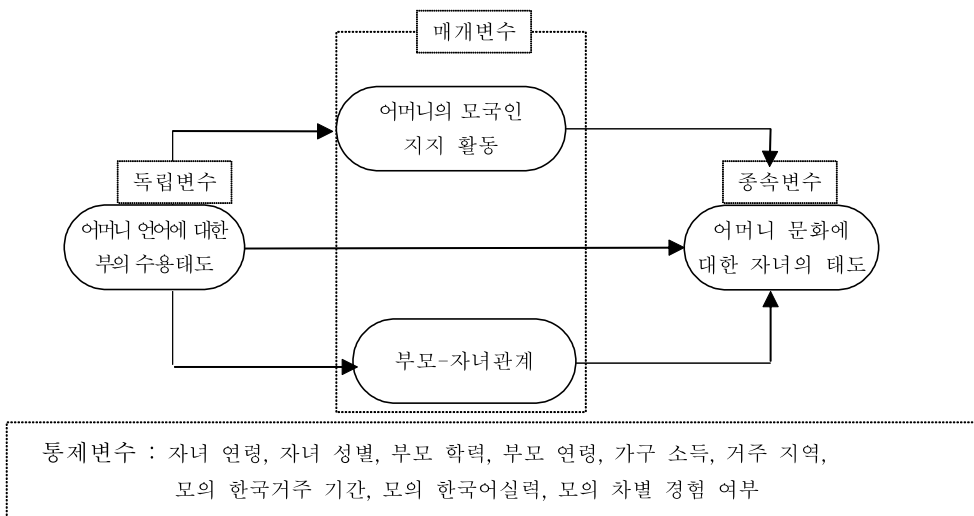 매개변수
어머니의 모국인
지지 활동
독립변수
어머니 언어에 대한
부의 수용태도
종속변수
어머니 문화에
대한 자녀의 태도
부모-자녀관계
통제변수 : 자녀 연령, 자녀 성별, 부모 학력, 부모 연령, 가구 소득, 거주 지역,
모의 한국거주 기간, 모의 한국어실력, 모의 차별 경험 여부